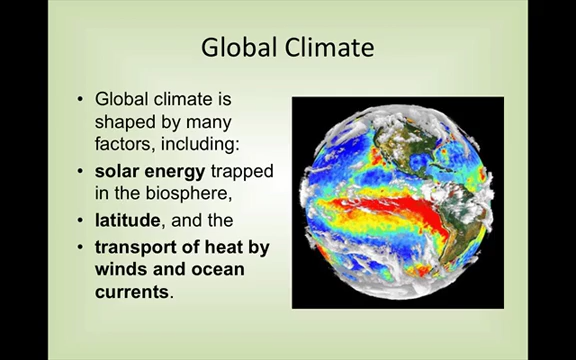 Global Climate
• Global climate is
shaped by many
factors, including:
• solar energy trapped
in the biosphere,
• latitude, and the
• transport of heat by
winds and ocean
currents.